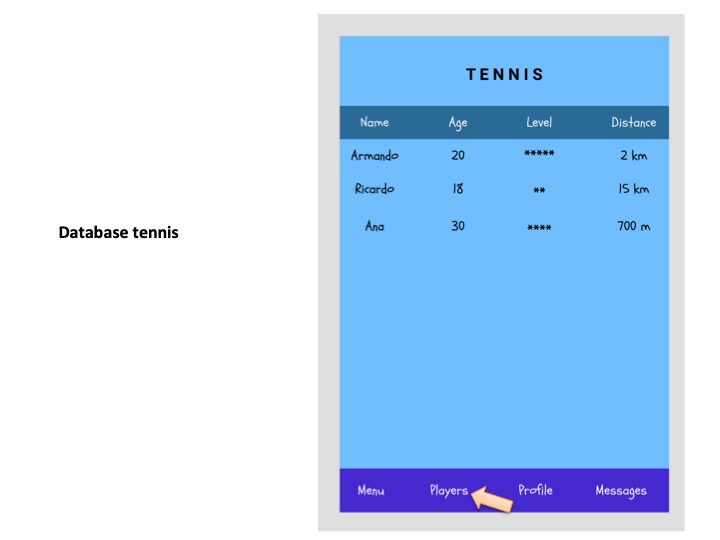 Database tennis
TENNIS
Name Age Level Distance
Armando 20 ***** 2 km
Ricardo 18 ** 15 km
Ana 30 **** 700 m
Menu Players Profile Messages